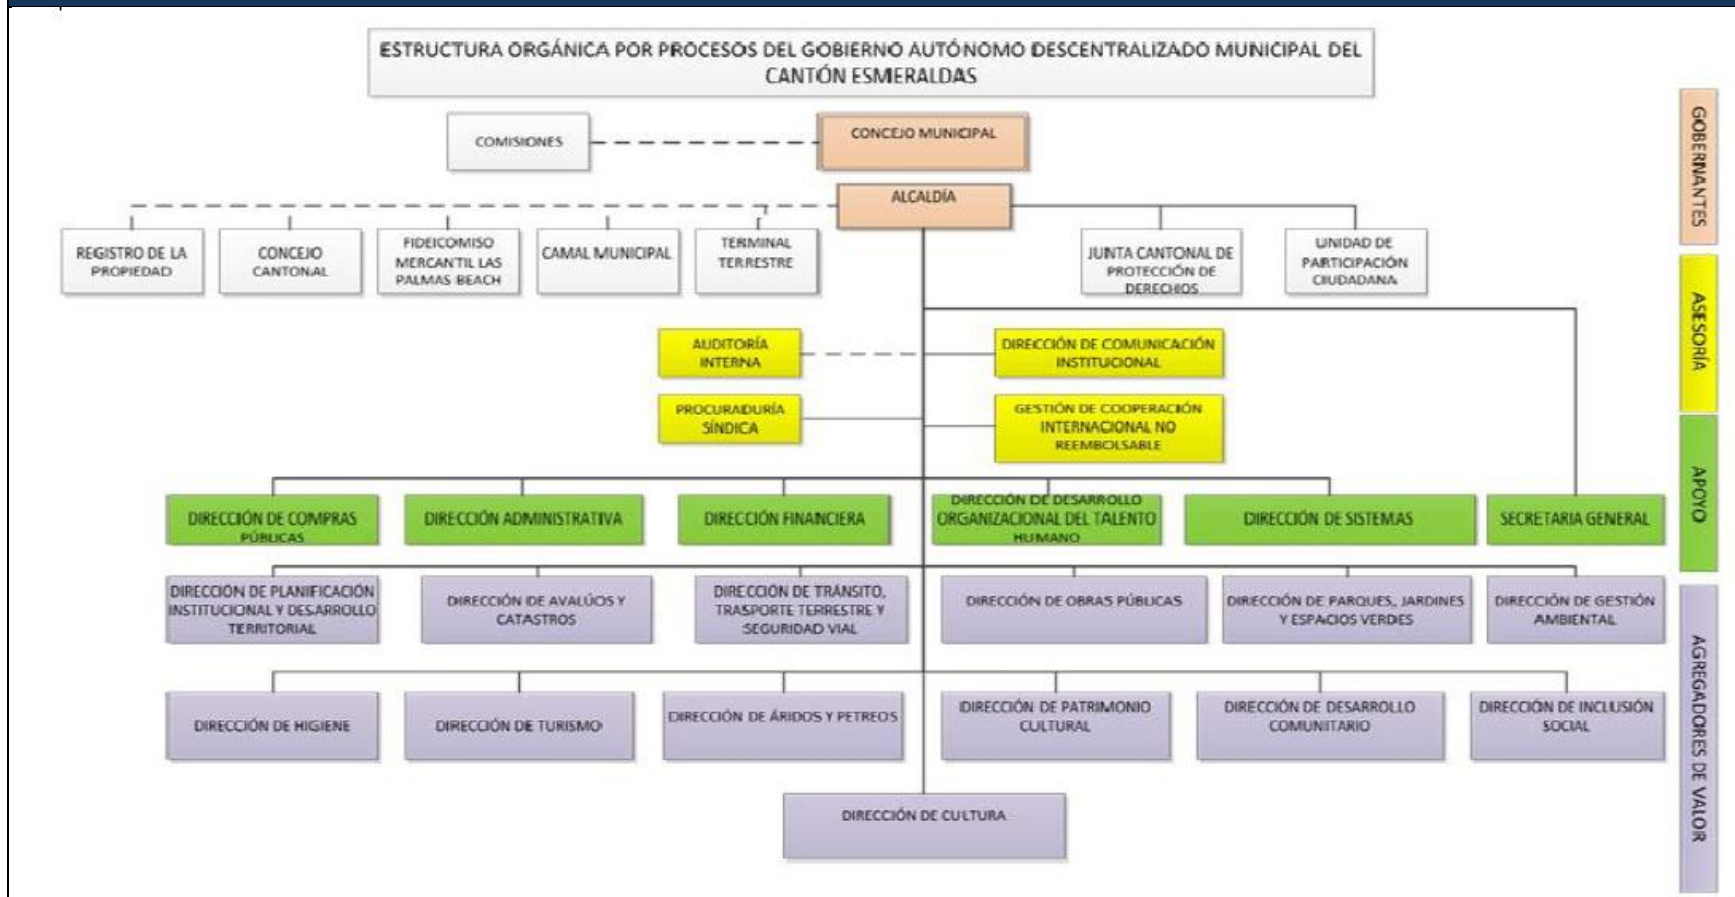 ESTRUCTURA ORGÁNICA POR PROCESOS DEL GOBIERNO AUTÓNOMO DESCENTRALIZADO MUNICIPAL DEL
CANTÓN ESMERALDAS
COMISIONES
CONCEJO MUNICIPAL
ALCALDÍA
REGISTRO DE LA
PROPIEDAD
CONCEJO
CANTONAL
FIDEICOMISO
MERCANTIL LAS
PALMAS BEACH
CAMAL MUNICIPAL
TERMINAL
TERRESTRE
JUNTA CANTONAL DE
PROTECCIÓN DE
DERECHOS
UNIDAD DE
PARTICIPACIÓN
CIUDADANA
GOBERNANTES
AUDITORÍA
INTERNA
DIRECCIÓN DE COMUNICACIÓN
INSTITUCIONAL
PROCURADURÍA
SÍNDICA
GESTIÓN DE COOPERACIÓN
INTERNACIONAL NO
REEMBOLSABLE
ASESORÍA
DIRECCIÓN DE COMPRAS
PÚBLICAS
DIRECCIÓN ADMINISTRATIVA
DIRECCIÓN FINANCIERA
DIRECCIÓN DE DESARROLLO
ORGANIZACIONAL DEL TALENTO
HUMANO
DIRECCIÓN DE SISTEMAS
SECRETARIA GENERAL
APOYO
DIRECCIÓN DE PLANIFICACIÓN
INSTITUCIONAL Y DESARROLLO
TERRITORIAL
DIRECCIÓN DE AVALÚOS Y
CATASTROS
DIRECCIÓN DE TRÁNSITO,
TRASPORTE TERRESTRE Y
SEGURIDAD VIAL
DIRECCIÓN DE OBRAS PÚBLICAS
DIRECCIÓN DE PARQUES, JARDINES
Y ESPACIOS VERDES
DIRECCIÓN DE GESTIÓN
AMBIENTAL
DIRECCIÓN DE HIGIENE
DIRECCIÓN DE TURISMO
DIRECCIÓN DE ÁRIDOS Y PETREOS
DIRECCIÓN DE PATRIMONIO
CULTURAL
DIRECCIÓN DE DESARROLLO
COMUNITARIO
DIRECCIÓN DE INCLUSIÓN
SOCIAL
DIRECCIÓN DE CULTURA
AGREGADORES DE VALOR